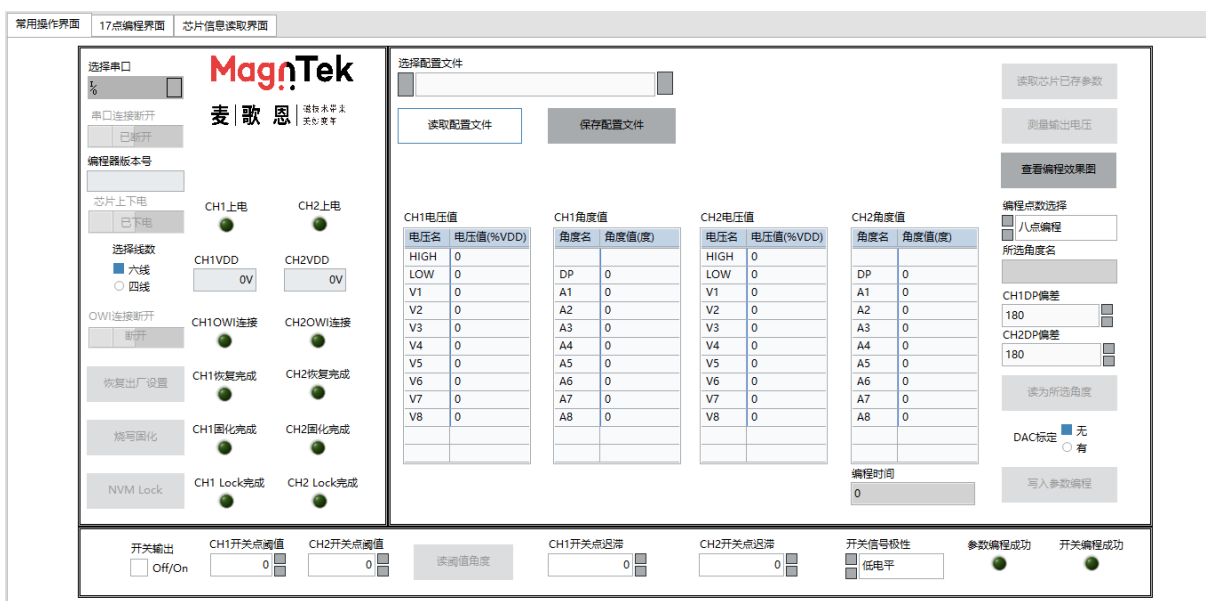 常用操作界面 17点编程界面 芯片信息读取界面
选择串口
MagnTek
麦歌恩
串口连接断开
已断开
编程器版本号
芯片上下电
已下电
CH1上电 CH2上电
选择线数
六线
四线
CH1VDD CH2VDD
0V 0V
OWI连接断开
断开
CH1OWI连接 CH2OWI连接
恢复出厂设置
CH1恢复完成 CH2恢复完成
烧写固化
CH1固化完成 CH2固化完成
NVM Lock
CH1 Lock完成 CH2 Lock完成
选择配置文件
读取配置文件 保存配置文件
CH1电压值 CH1角度值 CH2电压值 CH2角度值
电压名 电压值(%VDD) 角度名 角度值(度) 电压名 电压值(%VDD) 角度名 角度值(度)
HIGH 0 HIGH 0
LOW 0 DP 0 LOW 0 DP 0
V1 0 A1 0 V1 0 A1 0
V2 0 A2 0 V2 0 A2 0
V3 0 A3 0 V3 0 A3 0
V4 0 A4 0 V4 0 A4 0
V5 0 A5 0 V5 0 A5 0
V6 0 A6 0 V6 0 A6 0
V7 0 A7 0 V7 0 A7 0
V8 0 A8 0 V8 0 A8 0
编程时间
0
读取芯片已存参数
测量输出电压
查看编程效果图
编程点数选择
八点编程
所选角度名
CH1DP偏差
180
CH2DP偏差
180
读为所选角度
DAC标定 无
有
写入参数编程
开关输出
Off/On
CH1开关点阈值 CH2开关点阈值
0 0
读阈值角度
CH1开关点迟滞 CH2开关点迟滞
0 0
开关信号极性
低电平
参数编程成功 开关编程成功